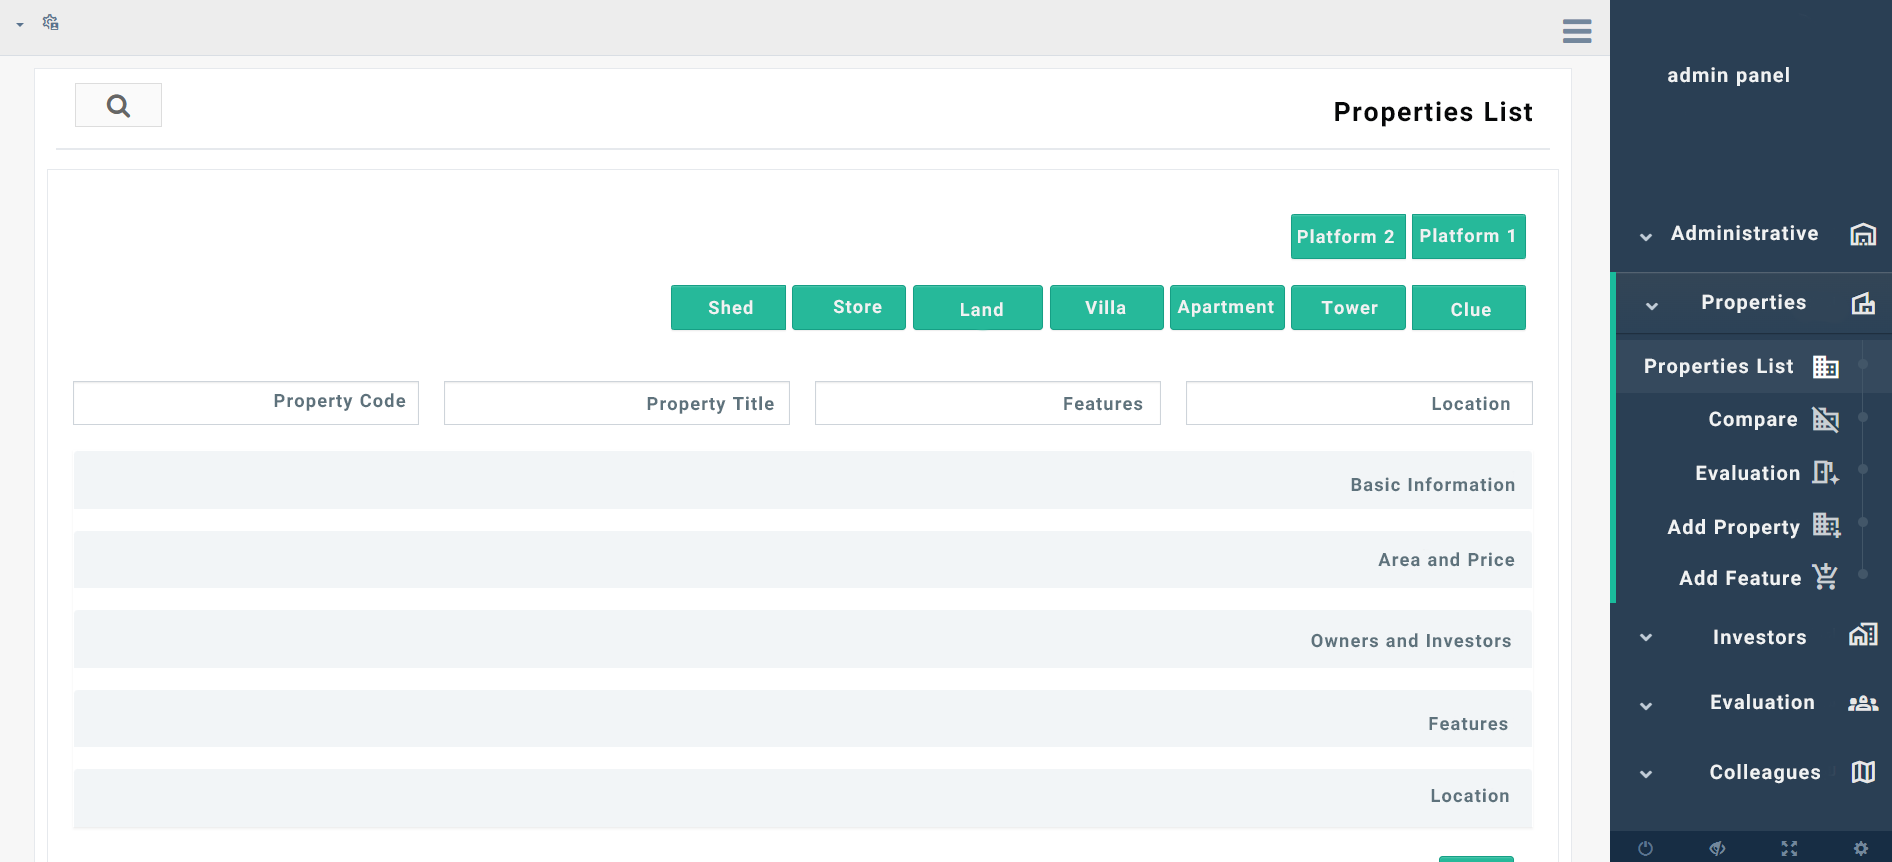 admin panel
Properties List
Platform 2
Platform 1
Shed
Store
Land
Villa
Apartment
Tower
Clue
Property Code
Property Title
Features
Location
Basic Information
Area and Price
Owners and Investors
Features
Location
Administrative
Properties
Properties List
Compare
Evaluation
Add Property
Add Feature
Investors
Evaluation
Colleagues